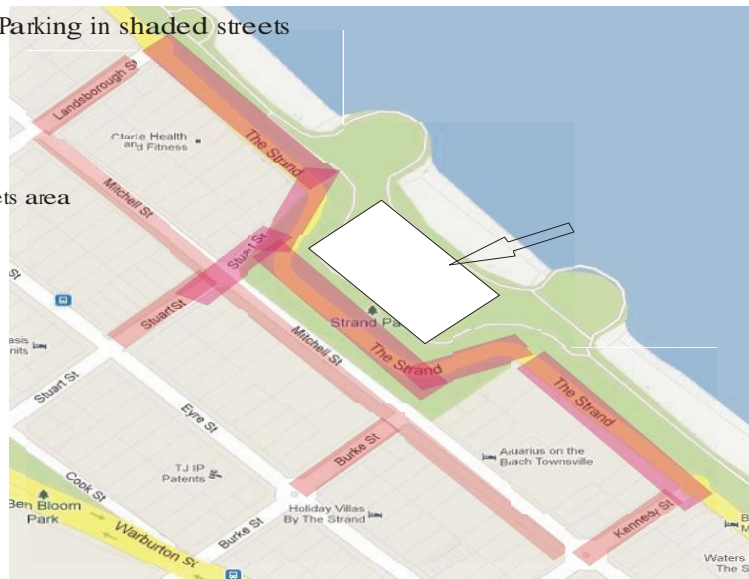 Parking in shaded streets
Landsborough St
The Strand
Health
and Fitness
ets area
Mitchell St
Stuart St
Stuart St
Strand
Mitchell St
The Strand
The Strand
Stuart St
Eyre St
Burke St
Aquarius on the
Beach Townsville
TJ IP
Patents
Cook St
Ben Bloom
Park
Holiday Villas
By The Strand
Kennedy St
Burke St
Warburton St
Waters
The S